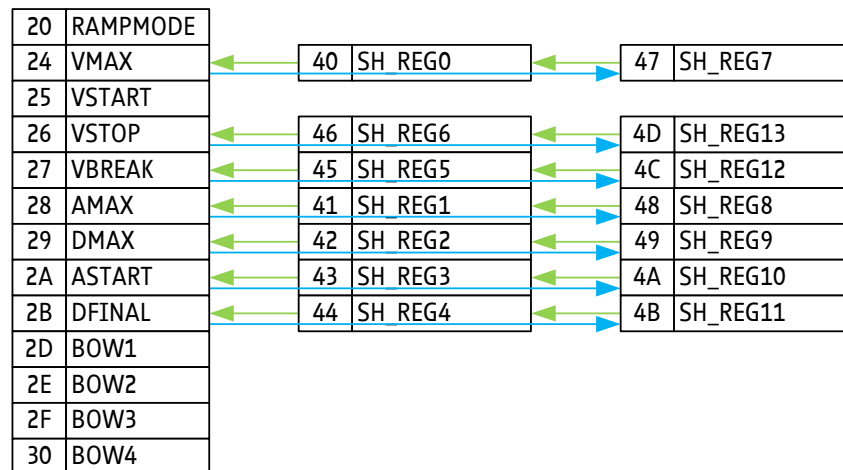 20 RAMPMODE
24 VMAX 40 SH_REG0 47 SH_REG7
25 VSTART
26 VSTOP 46 SH_REG6 4D SH_REG13
27 VBREAK 45 SH_REG5 4C SH_REG12
28 AMAX 41 SH_REG1 48 SH_REG8
29 DMAX 42 SH_REG2 49 SH_REG9
2A ASTART 43 SH_REG3 4A SH_REG10
2B DFINAL 44 SH_REG4 4B SH_REG11
2D BOW1
2E BOW2
2F BOW3
30 BOW4